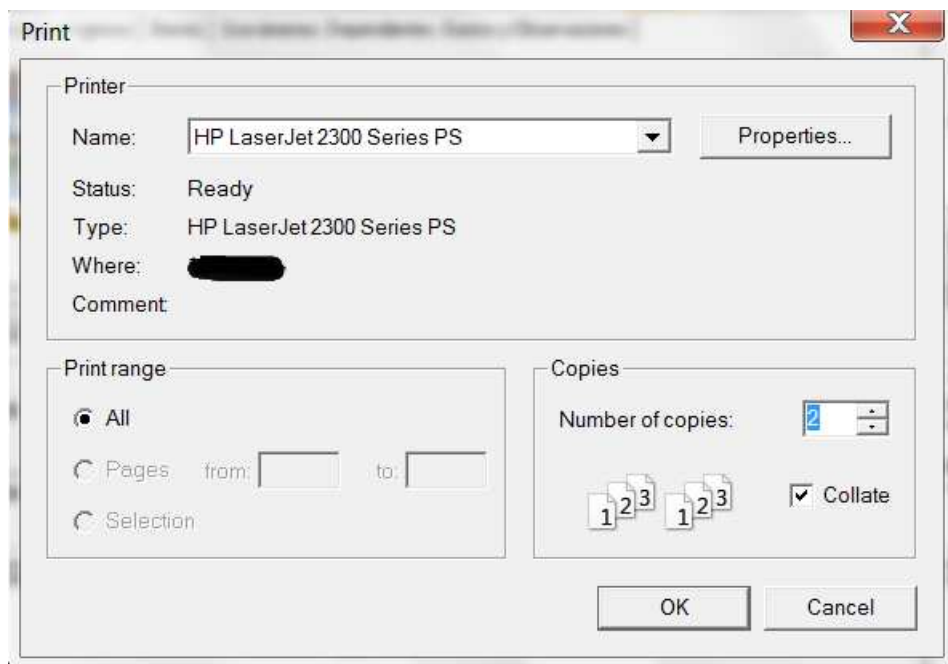 Print
Printer
Name: HP LaserJet 2300 Series PS Properties...
Status: Ready
Type: HP LaserJet 2300 Series PS
Where:
Comment:
Print range
All
Pages from: to:
Selection
Copies
Number of copies: 2
1 2 3 1 2 3
Collate
OK Cancel